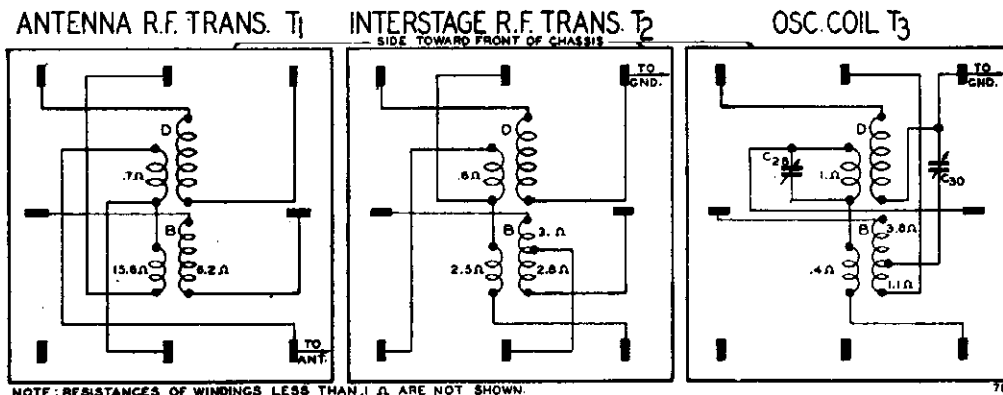 ANTENNA R.F. TRANS. T1 INTERSTAGE R.F. TRANS. T2 OSC. COIL T3
SIDE TOWARD FRONT OF CHASSIS
TO GND.
TO GND.
D
D
D
.7Ω
.6Ω
C28
1.Ω
C30
B
B
B
3.Ω
3.8Ω
15.6Ω
6.2Ω
2.5Ω
2.8Ω
.4Ω
1.1Ω
TO ANT.
NOTE: RESISTANCES OF WINDINGS LESS THAN .1 Ω ARE NOT SHOWN.